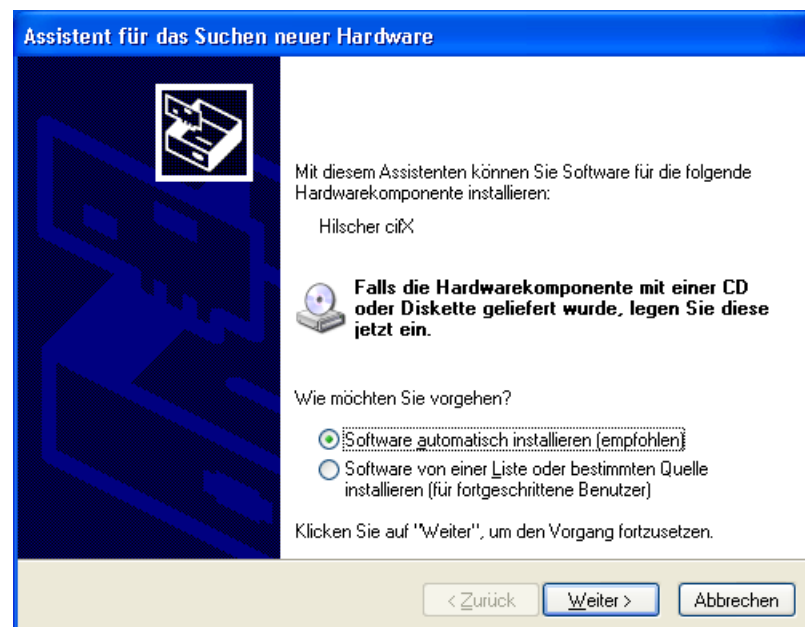 Assistent für das Suchen neuer Hardware
Mit diesem Assistenten können Sie Software für die folgende
Hardwarekomponente installieren:
Hilscher cifX
Falls die Hardwarekomponente mit einer CD
oder Diskette geliefert wurde, legen Sie diese
jetzt ein.
Wie möchten Sie vorgehen?
Software automatisch installieren (empfohlen)
Software von einer Liste oder bestimmten Quelle
installieren (für fortgeschrittene Benutzer)
Klicken Sie auf "Weiter", um den Vorgang fortzusetzen.
< Zurück Weiter > Abbrechen